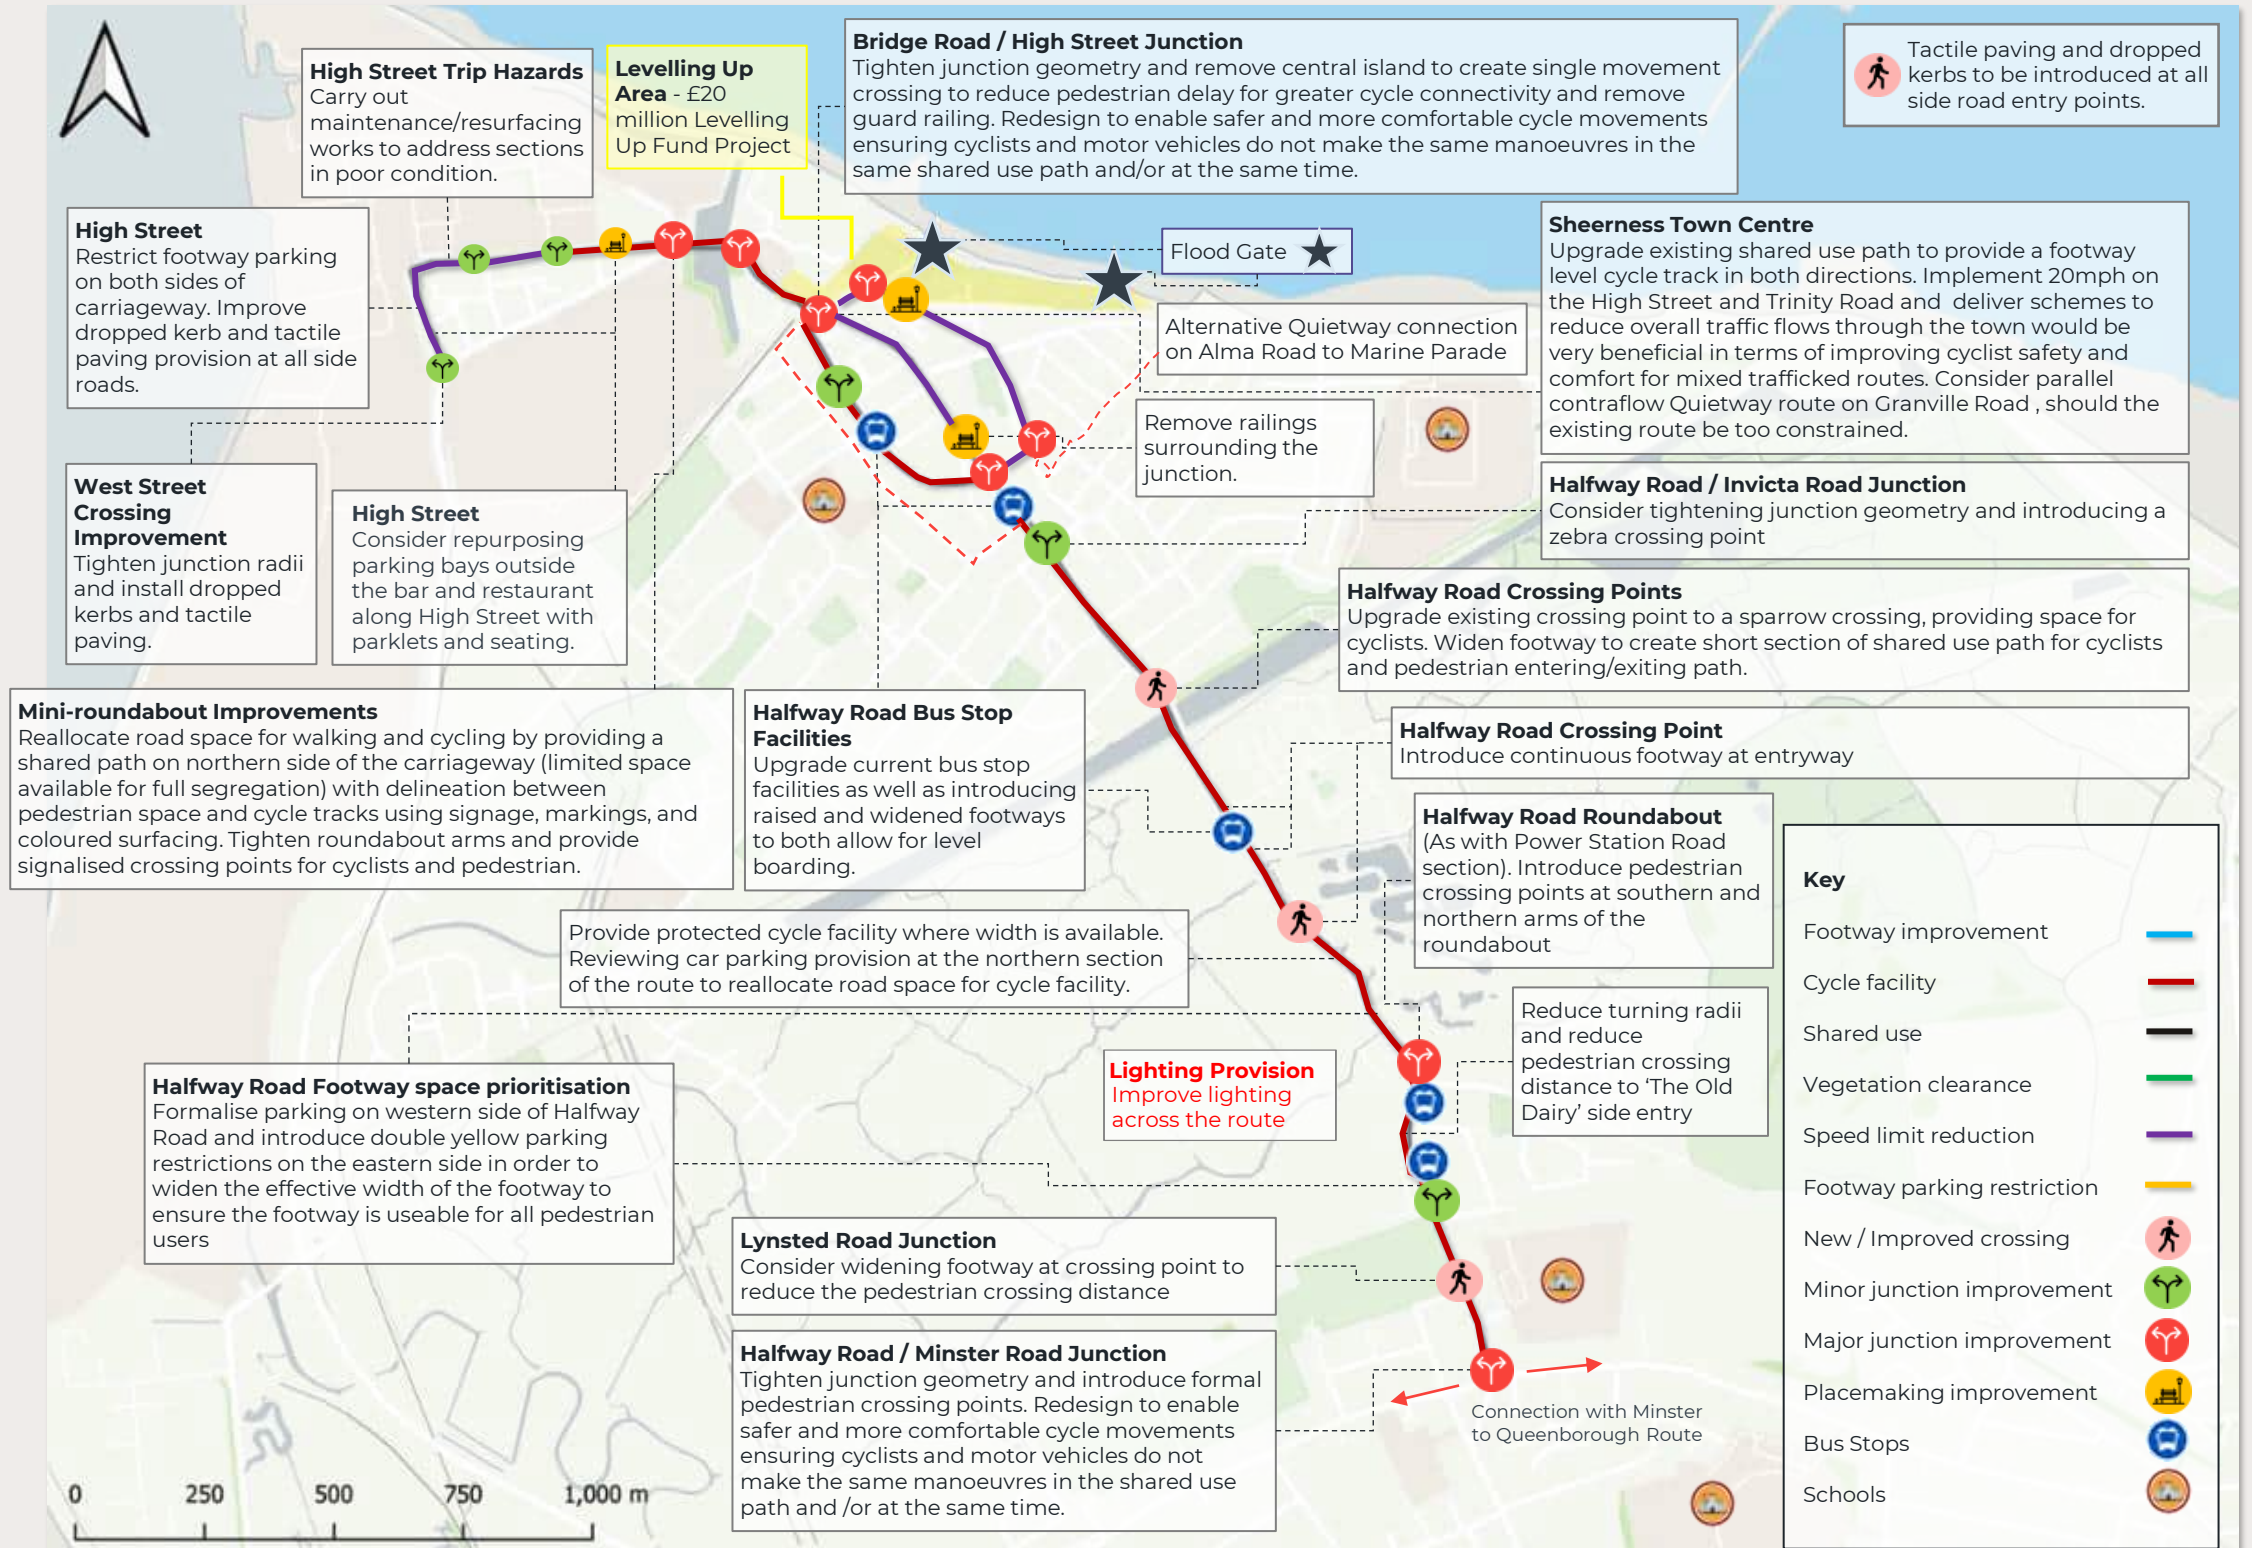 High Street Trip Hazards
Carry out
maintenance/resurfacing
works to address sections
in poor condition.
Levelling Up
Area - £20
million Levelling
Up Fund Project
Bridge Road / High Street Junction
Tighten junction geometry and remove central island to create single movement
crossing to reduce pedestrian delay for greater cycle connectivity and remove
guard railing. Redesign to enable safer and more comfortable cycle movements
ensuring cyclists and motor vehicles do not make the same manoeuvres in the
same shared use path and/or at the same time.
Tactile paving and dropped
kerbs to be introduced at all
side road entry points.
High Street
Restrict footway parking
on both sides of
carriageway. Improve
dropped kerb and tactile
paving provision at all side
roads.
Flood Gate
Sheerness Town Centre
Upgrade existing shared use path to provide a footway
level cycle track in both directions. Implement 20mph on
the High Street and Trinity Road and deliver schemes to
reduce overall traffic flows through the town would be
very beneficial in terms of improving cyclist safety and
comfort for mixed trafficked routes. Consider parallel
contraflow Quietway route on Granville Road , should the
existing route be too constrained.
Alternative Quietway connection
on Alma Road to Marine Parade
Remove railings
surrounding the
junction.
West Street
Crossing
Improvement
Tighten junction radii
and install dropped
kerbs and tactile
paving.
High Street
Consider repurposing
parking bays outside
the bar and restaurant
along High Street with
parklets and seating.
Halfway Road / Invicta Road Junction
Consider tightening junction geometry and introducing a
zebra crossing point
Halfway Road Crossing Points
Upgrade existing crossing point to a sparrow crossing, providing space for
cyclists. Widen footway to create short section of shared use path for cyclists
and pedestrian entering/exiting path.
Mini-roundabout Improvements
Reallocate road space for walking and cycling by providing a
shared path on northern side of the carriageway (limited space
available for full segregation) with delineation between
pedestrian space and cycle tracks using signage, markings, and
coloured surfacing. Tighten roundabout arms and provide
signalised crossing points for cyclists and pedestrian.
Halfway Road Bus Stop
Facilities
Upgrade current bus stop
facilities as well as introducing
raised and widened footways
to both allow for level
boarding.
Halfway Road Crossing Point
Introduce continuous footway at entryway
Halfway Road Roundabout
(As with Power Station Road
section). Introduce pedestrian
crossing points at southern and
northern arms of the
roundabout
Provide protected cycle facility where width is available.
Reviewing car parking provision at the northern section
of the route to reallocate road space for cycle facility.
Reduce turning radii
and reduce
pedestrian crossing
distance to ‘The Old
Dairy’ side entry
Lighting Provision
Improve lighting
across the route
Halfway Road Footway space prioritisation
Formalise parking on western side of Halfway
Road and introduce double yellow parking
restrictions on the eastern side in order to
widen the effective width of the footway to
ensure the footway is useable for all pedestrian
users
Lynsted Road Junction
Consider widening footway at crossing point to
reduce the pedestrian crossing distance
Halfway Road / Minster Road Junction
Tighten junction geometry and introduce formal
pedestrian crossing points. Redesign to enable
safer and more comfortable cycle movements
ensuring cyclists and motor vehicles do not
make the same manoeuvres in the shared use
path and /or at the same time.
Connection with Minster
to Queenborough Route
Key
Footway improvement
Cycle facility
Shared use
Vegetation clearance
Speed limit reduction
Footway parking restriction
New / Improved crossing
Minor junction improvement
Major junction improvement
Placemaking improvement
Bus Stops
Schools
0 250 500 750 1,000 m